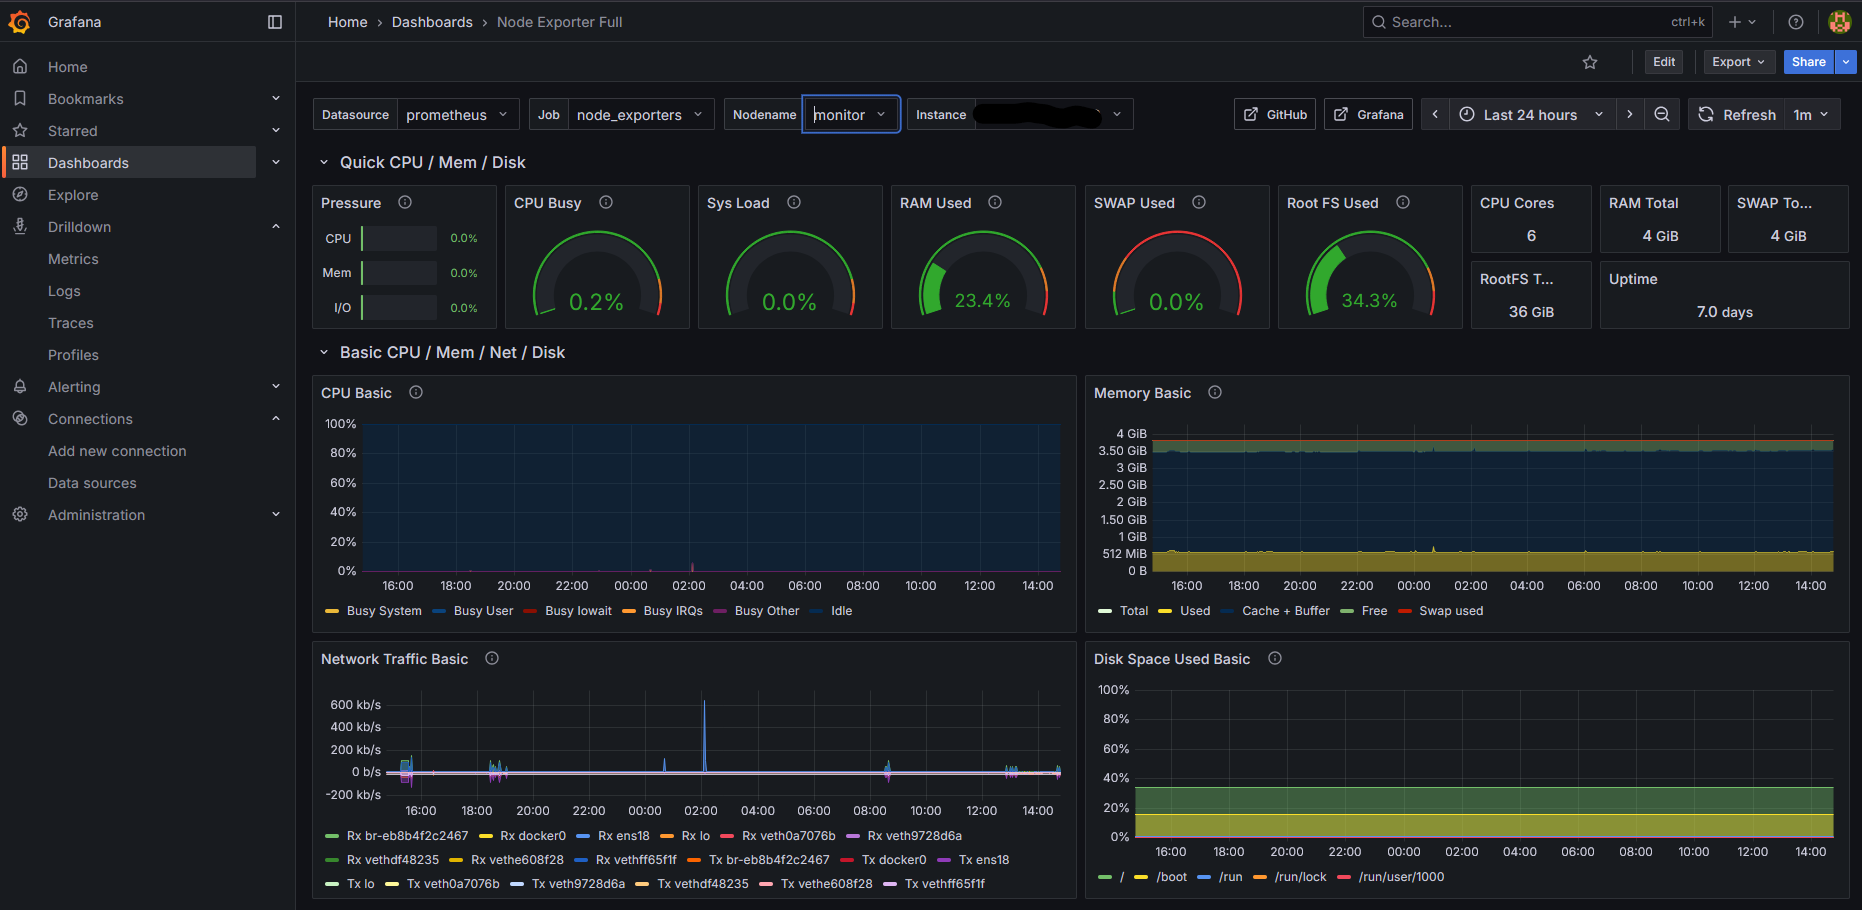 Grafana
Home › Dashboards › Node Exporter Full
Search...
ctrl+k
Home
Bookmarks
Starred
Dashboards
Explore
Drilldown
Metrics
Logs
Traces
Profiles
Alerting
Connections
Add new connection
Data sources
Administration
Edit
Export
Share
Datasource prometheus
Job node_exporters
Nodename monitor
Instance
GitHub
Grafana
Last 24 hours
Refresh 1m
Quick CPU / Mem / Disk
Pressure
CPU 0.0%
Mem 0.0%
I/O 0.0%
CPU Busy
0.2%
Sys Load
0.0%
RAM Used
23.4%
SWAP Used
0.0%
Root FS Used
34.3%
CPU Cores
6
RAM Total
4 GiB
SWAP To...
4 GiB
RootFS T...
36 GiB
Uptime
7.0 days
Basic CPU / Mem / Net / Disk
CPU Basic
100%
80%
60%
40%
20%
0%
16:00 18:00 20:00 22:00 00:00 02:00 04:00 06:00 08:00 10:00 12:00 14:00
Busy System Busy User Busy Iowait Busy IRQs Busy Other Idle
Memory Basic
4 GiB
3.50 GiB
3 GiB
2.50 GiB
2 GiB
1.50 GiB
1 GiB
512 MiB
0 B
16:00 18:00 20:00 22:00 00:00 02:00 04:00 06:00 08:00 10:00 12:00 14:00
Total Used Cache + Buffer Free Swap used
Network Traffic Basic
600 kb/s
400 kb/s
200 kb/s
0 b/s
-200 kb/s
16:00 18:00 20:00 22:00 00:00 02:00 04:00 06:00 08:00 10:00 12:00 14:00
Rx br-eb8b4f2c2467 Rx docker0 Rx ens18 Rx lo Rx veth0a7076b Rx veth9728d6a
Rx vethdf48235 Rx vethe608f28 Rx vethff65f1f Tx br-eb8b4f2c2467 Tx docker0 Tx ens18
Tx lo Tx veth0a7076b Tx veth9728d6a Tx vethdf48235 Tx vethe608f28 Tx vethff65f1f
Disk Space Used Basic
100%
80%
60%
40%
20%
0%
16:00 18:00 20:00 22:00 00:00 02:00 04:00 06:00 08:00 10:00 12:00 14:00
/ /boot /run /run/lock /run/user/1000